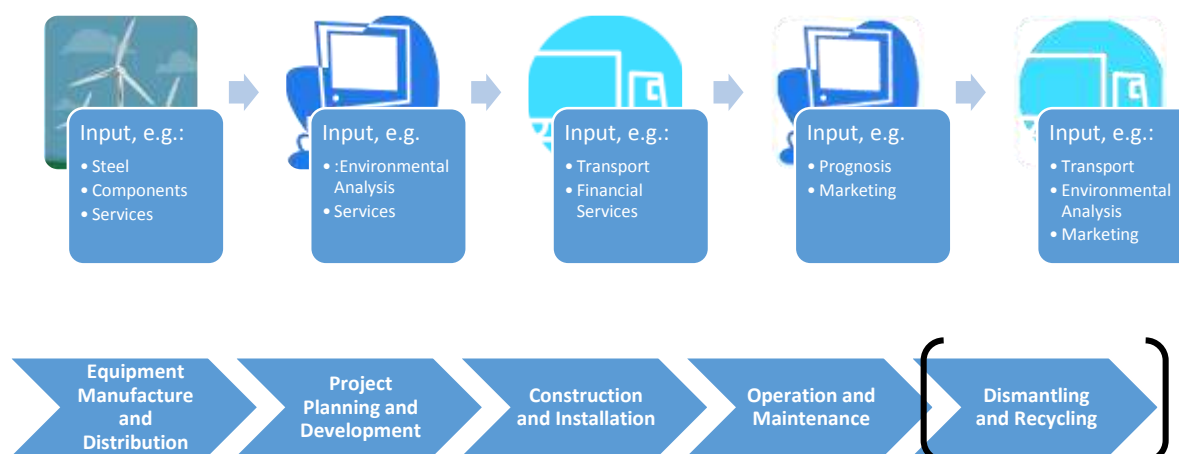 Input, e.g.:
• Steel
• Components
• Services
Input, e.g.
• :Environmental
Analysis
• Services
Input, e.g.:
• Transport
• Financial
Services
Input, e.g.
• Prognosis
• Marketing
Input, e.g.:
• Transport
• Environmental
Analysis
• Marketing
Equipment
Manufacture
and
Distribution
Project
Planning and
Development
Construction
and Installation
Operation and
Maintenance
Dismantling
and Recycling